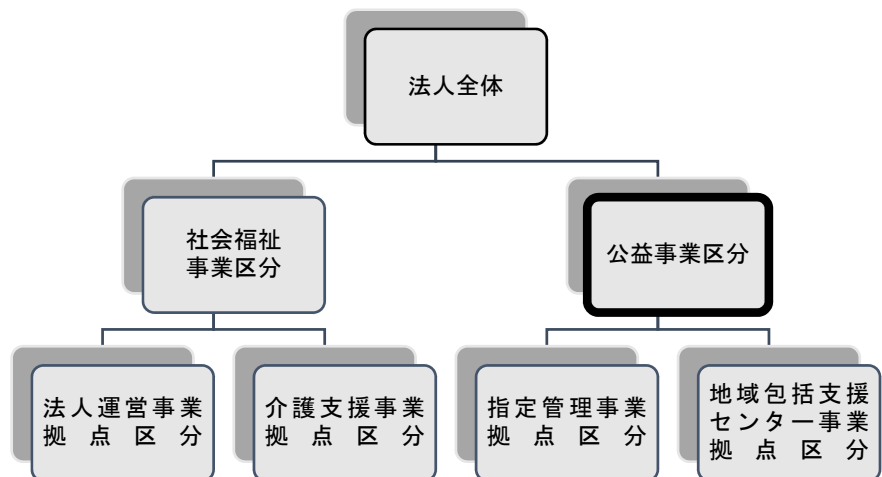 法人全体
社会福祉
事業区分
公益事業区分
法人運営事業
拠点区分
介護支援事業
拠点区分
指定管理事業
拠点区分
地域包括支援
センター事業
拠点区分